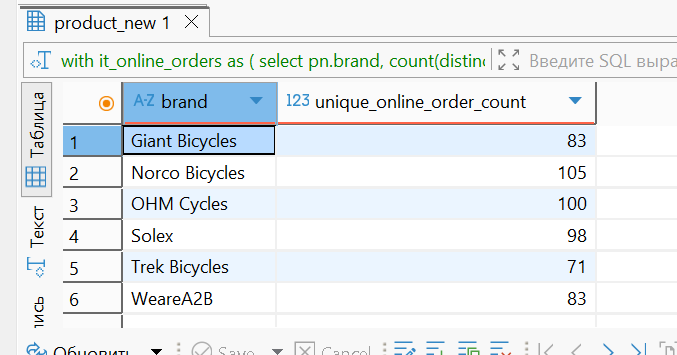 product_new 1
with it_online_orders as ( select pn.brand, count(distinc
Введите SQL выра
Таблица
Текст
A-Z brand
123 unique_online_order_count
1 Giant Bicycles 83
2 Norco Bicycles 105
3 OHM Cycles 100
4 Solex 98
5 Trek Bicycles 71
6 WeareA2B 83
Обновить
Save
Cancel